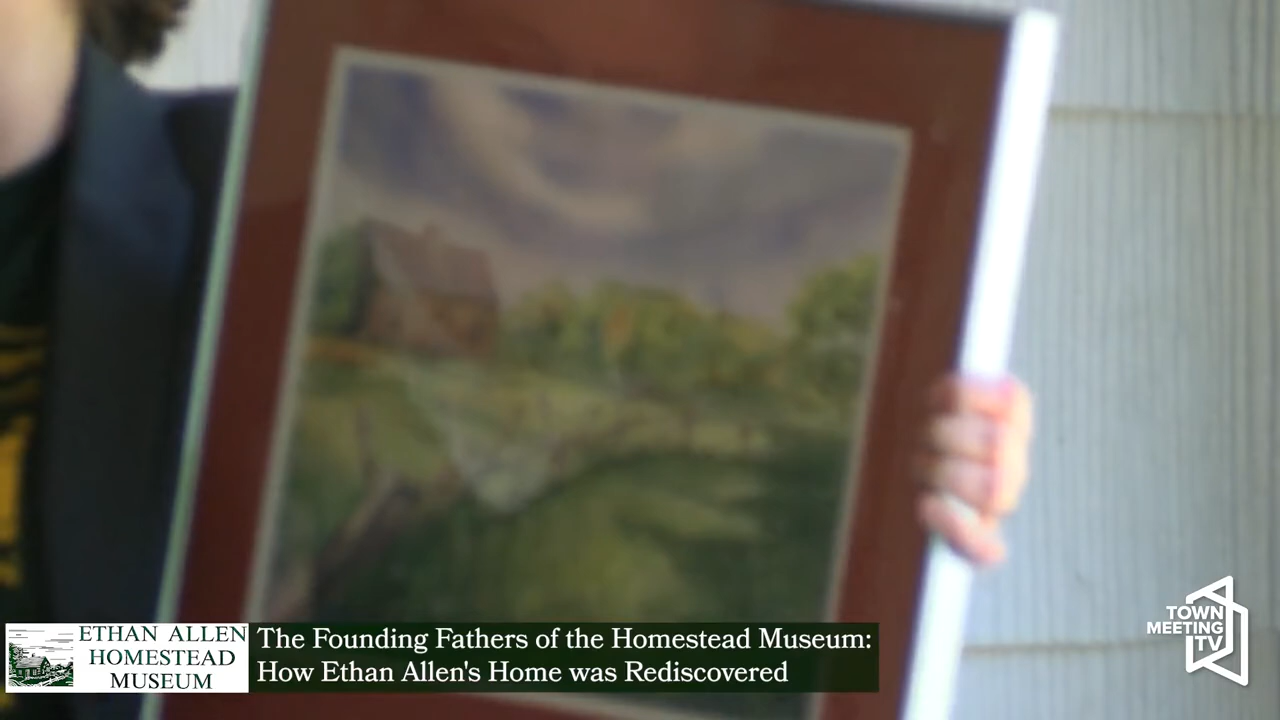 ETHAN ALLEN
HOMESTEAD
MUSEUM
The Founding Fathers of the Homestead Museum:
How Ethan Allen's Home was Rediscovered
TOWN
MEETING
TV